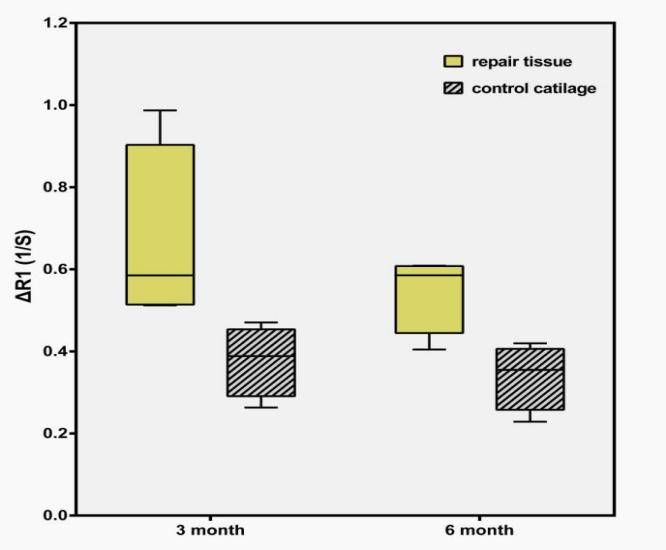 1.2
repair tissue
control catilage
1.0
0.8
0.6
0.4
0.2
0.0
ΔR1 (1/S)
3 month
6 month